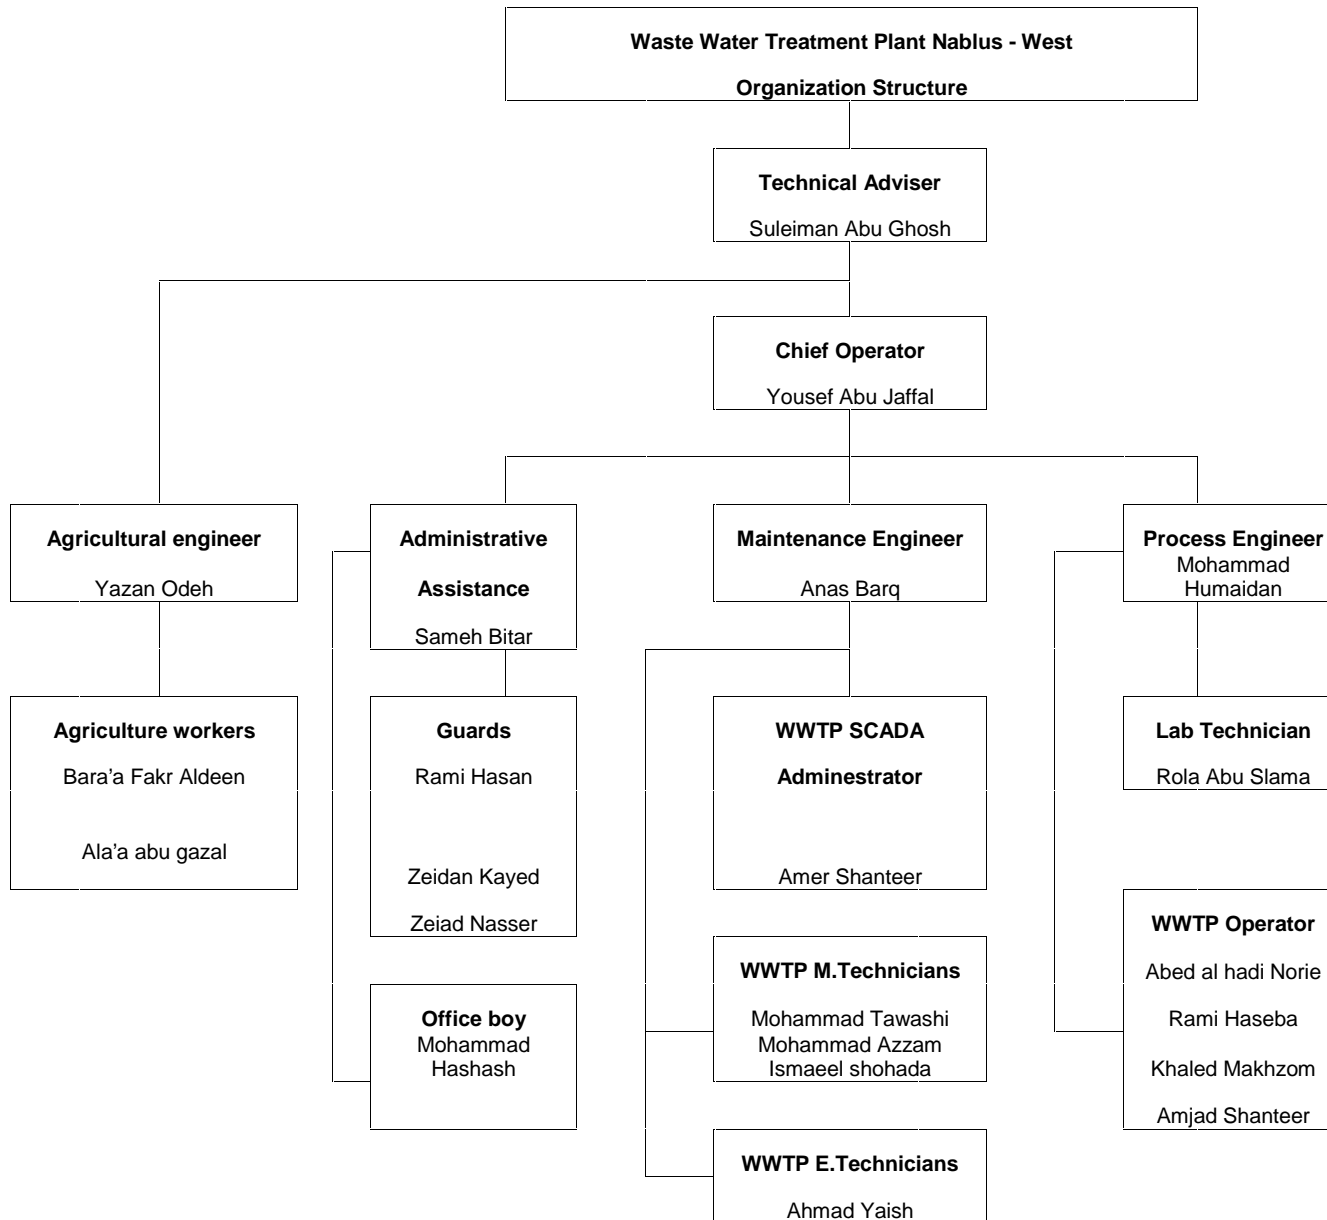 Waste Water Treatment Plant Nablus - West
Organization Structure
Technical Adviser
Suleiman Abu Ghosh
Chief Operator
Yousef Abu Jaffal
Agricultural engineer
Yazan Odeh
Administrative
Assistance
Sameh Bitar
Maintenance Engineer
Anas Barq
Process Engineer
Mohammad
Humaidan
Agriculture workers
Bara’a Fakr Aldeen
Ala’a abu gazal
Guards
Rami Hasan
Zeidan Kayed
Zeiad Nasser
WWTP SCADA
Adminestrator
Amer Shanteer
Lab Technician
Rola Abu Slama
Office boy
Mohammad
Hashash
WWTP M.Technicians
Mohammad Tawashi
Mohammad Azzam
Ismaeel shohada
WWTP Operator
Abed al hadi Norie
Rami Haseba
Khaled Makhzom
Amjad Shanteer
WWTP E.Technicians
Ahmad Yaish